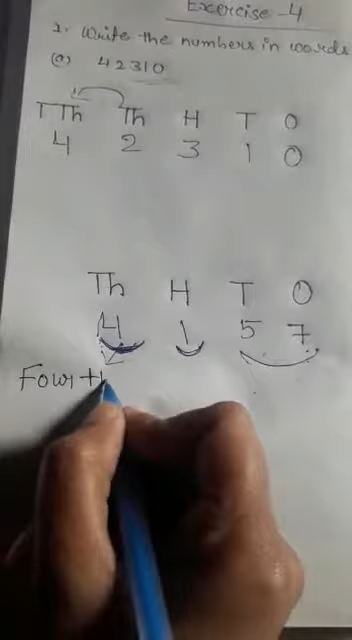 Exercise - 4
1. Write the numbers in words
(a) 42310
T Th Th H T O
4 2 3 1 0
Th H T O
4 1 5 7
Four th